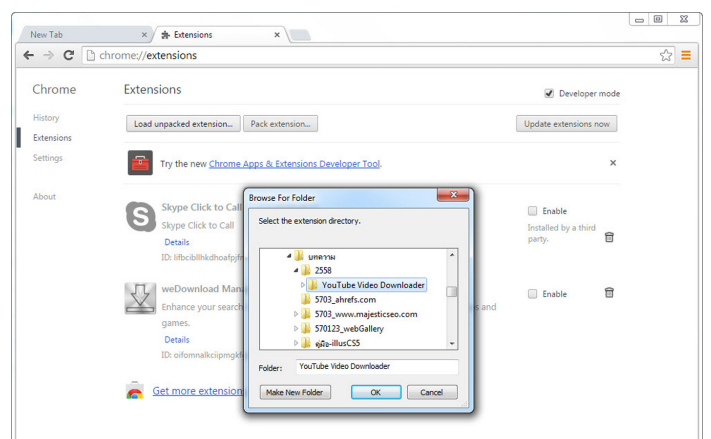 New Tab
Extensions
chrome://extensions
Chrome
Extensions
Developer mode
History
Extensions
Settings
About
Load unpacked extension...
Pack extension...
Update extensions now
Try the new Chrome Apps & Extensions Developer Tool.
Skype Click to Call
Skype Click to Call
Details
Enable
Installed by a third
party.
weDownload Mana
Enhance your search
s and
games.
Details
Enable
Get more extension
Browse For Folder
Select the extension directory.
บทความ
2558
YouTube Video Downloader
5703_ahrefs.com
5703_www.majesticseo.com
570123_webGallery
คู่มือ-illusCS5
Folder:
YouTube Video Downloader
Make New Folder
OK
Cancel